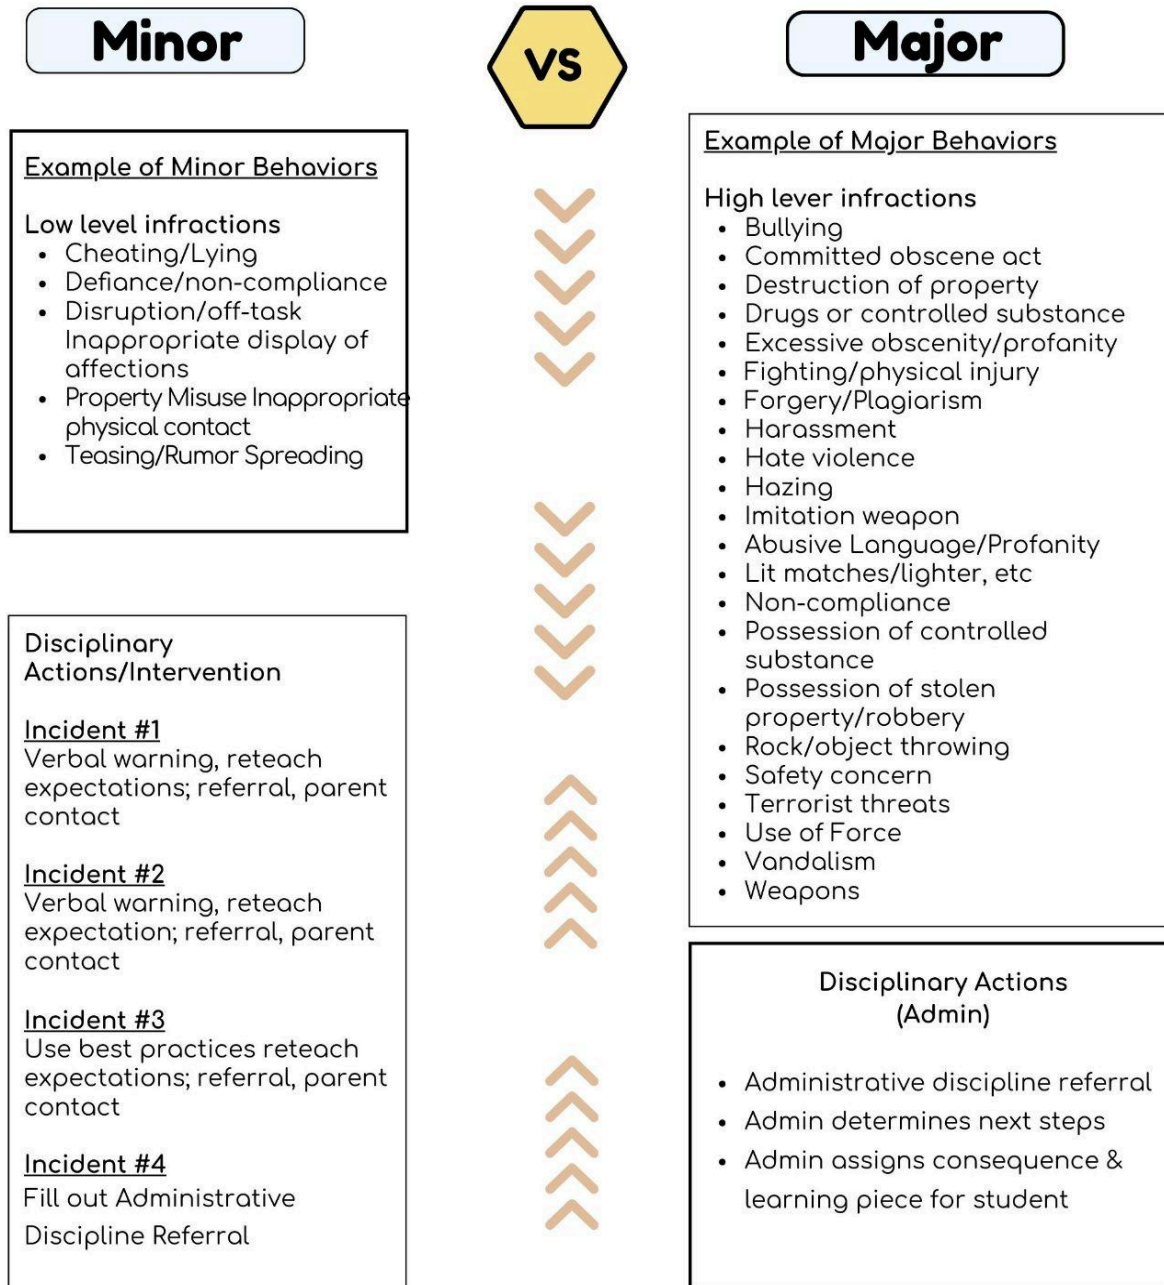 Minor
VS
Major
Example of Minor Behaviors
Low level infractions
• Cheating/Lying
• Defiance/non-compliance
• Disruption/off-task
Inappropriate display of
affections
• Property Misuse Inappropriate
physical contact
• Teasing/Rumor Spreading
Disciplinary
Actions/Intervention
Incident #1
Verbal warning, reteach
expectations; referral, parent
contact
Incident #2
Verbal warning, reteach
expectation; referral, parent
contact
Incident #3
Use best practices reteach
expectations; referral, parent
contact
Incident #4
Fill out Administrative
Discipline Referral
Example of Major Behaviors
High lever infractions
• Bullying
• Committed obscene act
• Destruction of property
• Drugs or controlled substance
• Excessive obscenity/profanity
• Fighting/physical injury
• Forgery/Plagiarism
• Harassment
• Hate violence
• Hazing
• Imitation weapon
• Abusive Language/Profanity
• Lit matches/lighter, etc
• Non-compliance
• Possession of controlled
substance
• Possession of stolen
property/robbery
• Rock/object throwing
• Safety concern
• Terrorist threats
• Use of Force
• Vandalism
• Weapons
Disciplinary Actions
(Admin)
• Administrative discipline referral
• Admin determines next steps
• Admin assigns consequence &
learning piece for student